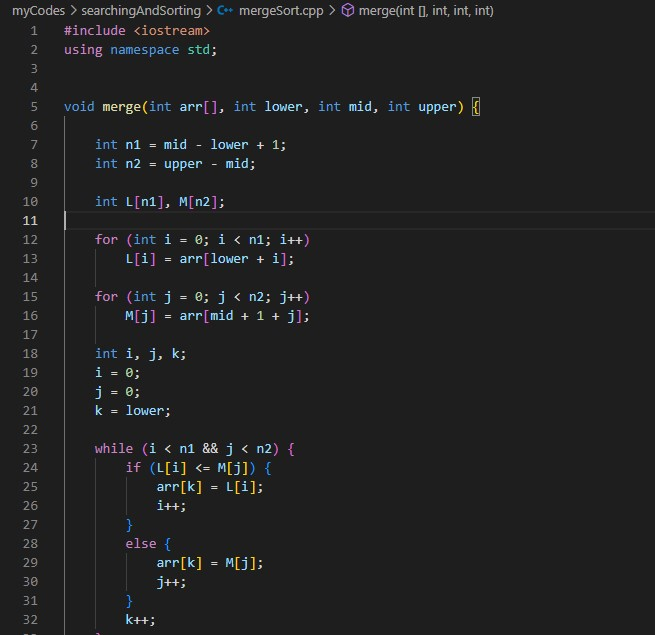 myCodes > searchingAndSorting > C++ mergeSort.cpp > merge(int [], int, int, int)
1 #include <iostream>
2 using namespace std;
3
4
5 void merge(int arr[], int lower, int mid, int upper) {
6
7     int n1 = mid - lower + 1;
8     int n2 = upper - mid;
9
10     int L[n1], M[n2];
11
12     for (int i = 0; i < n1; i++)
13         L[i] = arr[lower + i];
14
15     for (int j = 0; j < n2; j++)
16         M[j] = arr[mid + 1 + j];
17
18     int i, j, k;
19     i = 0;
20     j = 0;
21     k = lower;
22
23     while (i < n1 && j < n2) {
24         if (L[i] <= M[j]) {
25             arr[k] = L[i];
26             i++;
27         }
28         else {
29             arr[k] = M[j];
30             j++;
31         }
32         k++;